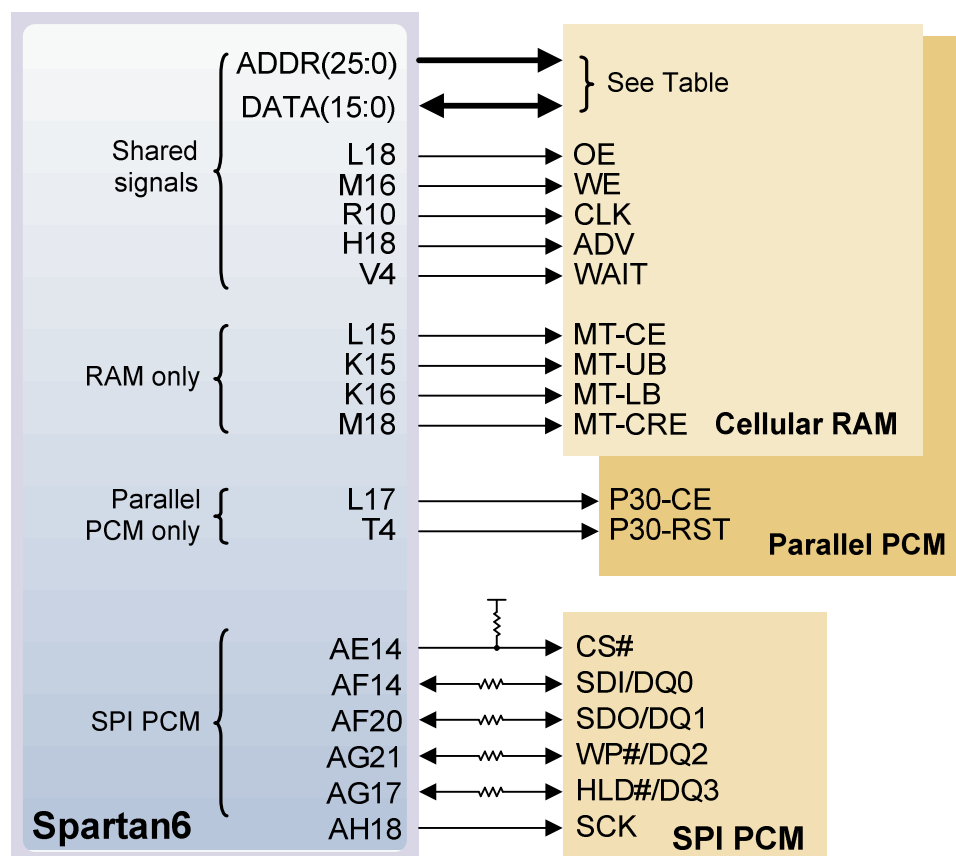 ADDR(25:0)
DATA(15:0)
See Table
Shared
signals
L18 OE
M16 WE
R10 CLK
H18 ADV
V4 WAIT
RAM only
L15 MT-CE
K15 MT-UB
K16 MT-LB
M18 MT-CRE
Cellular RAM
Parallel
PCM only
L17 P30-CE
T4 P30-RST
Parallel PCM
SPI PCM
AE14 CS#
AF14 SDI/DQ0
AF20 SDO/DQ1
AG21 WP#/DQ2
AG17 HLD#/DQ3
AH18 SCK
Spartan6
SPI PCM